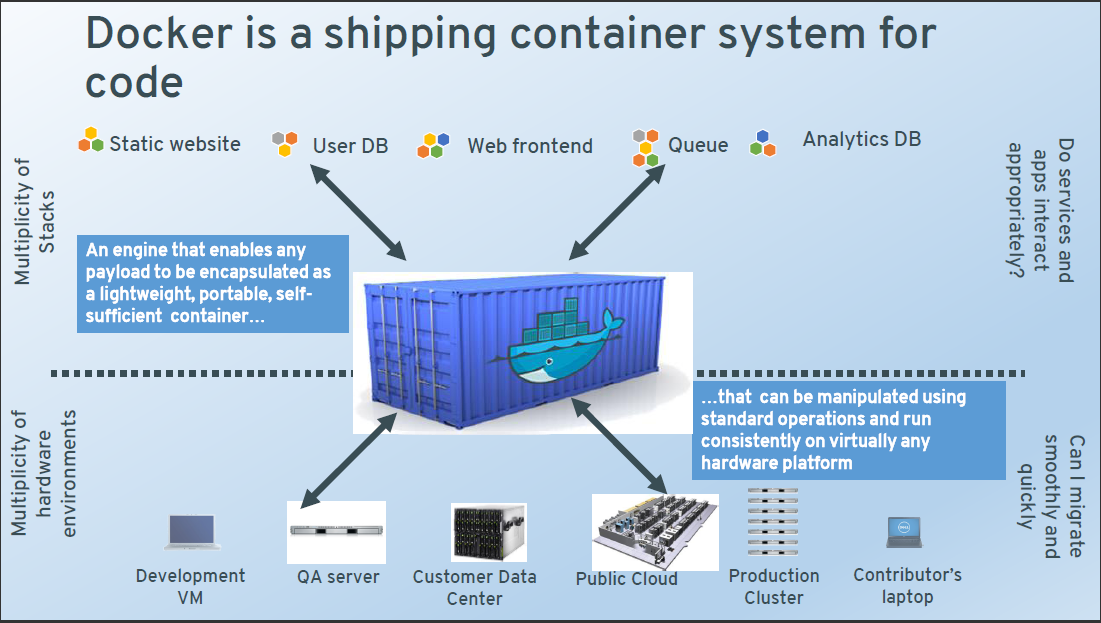 Docker is a shipping container system for
code
Static website
User DB
Web frontend
Queue
Analytics DB
Multiplicity of
Stacks
Do services and
apps interact
appropriately?
An engine that enables any
payload to be encapsulated as
a lightweight, portable, self-
sufficient container...
...that can be manipulated using
standard operations and run
consistently on virtually any
hardware platform
Multiplicity of
hardware
environments
Can I migrate
smoothly and
quickly
Development
VM
QA server
Customer Data
Center
Public Cloud
Production
Cluster
Contributor's
laptop
DELL